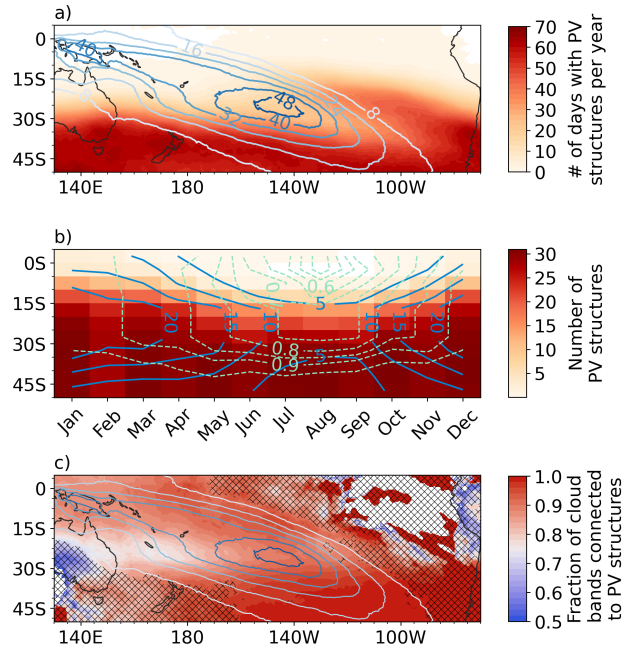 a)
0
15S
30S
45S
140E
180
140W
100W
40
16
8
32
48
40
70
60
50
40
30
20
10
0
# of days with PV
structures per year
b)
0S
15S
30S
45S
Jan
Feb
Mar
Apr
May
Jun
Jul
Aug
Sep
Oct
Nov
Dec
0.6
5
20
15
10
10
15
20
0.8
5
0.9
30
25
20
15
10
5
Number of
PV structures
c)
0
15S
30S
45S
140E
180
140W
100W
1.0
0.9
0.8
0.7
0.6
0.5
Fraction of cloud
bands connected
to PV structures